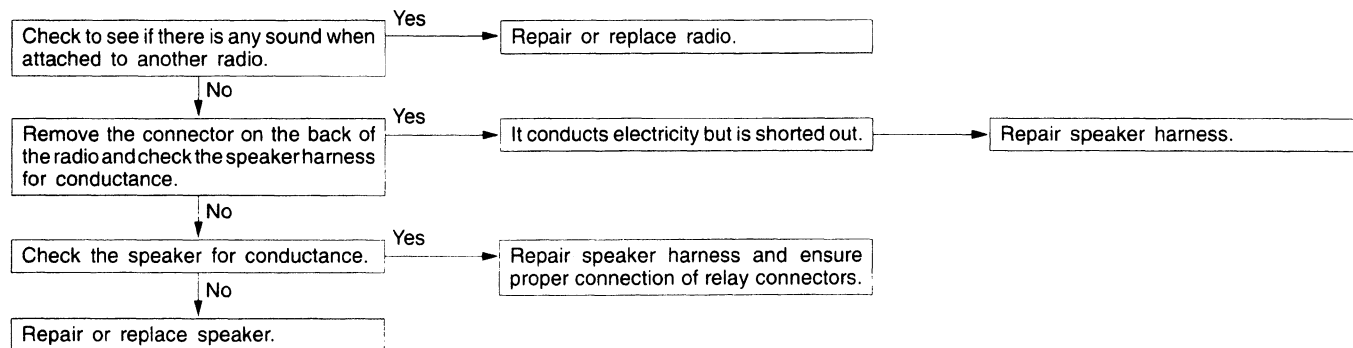 Check to see if there is any sound when
attached to another radio.
Yes
Repair or replace radio.
No
Remove the connector on the back of
the radio and check the speaker harness
for conductance.
Yes
It conducts electricity but is shorted out.
Repair speaker harness.
No
Check the speaker for conductance.
Yes
Repair speaker harness and ensure
proper connection of relay connectors.
No
Repair or replace speaker.